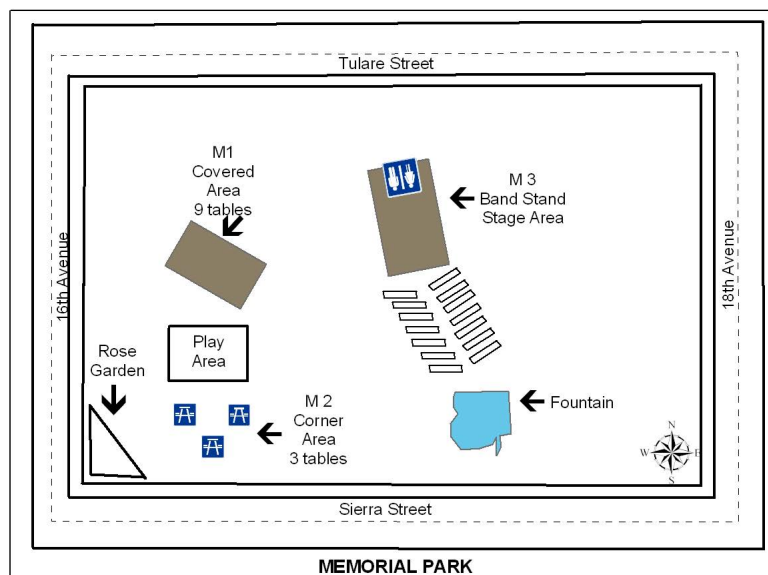 Tulare Street
M1
Covered
Area
9 tables
M 3
Band Stand
Stage Area
16th Avenue
18th Avenue
Play
Area
Rose
Garden
M 2
Corner
Area
3 tables
Fountain
N
W
E
S
Sierra Street
MEMORIAL PARK